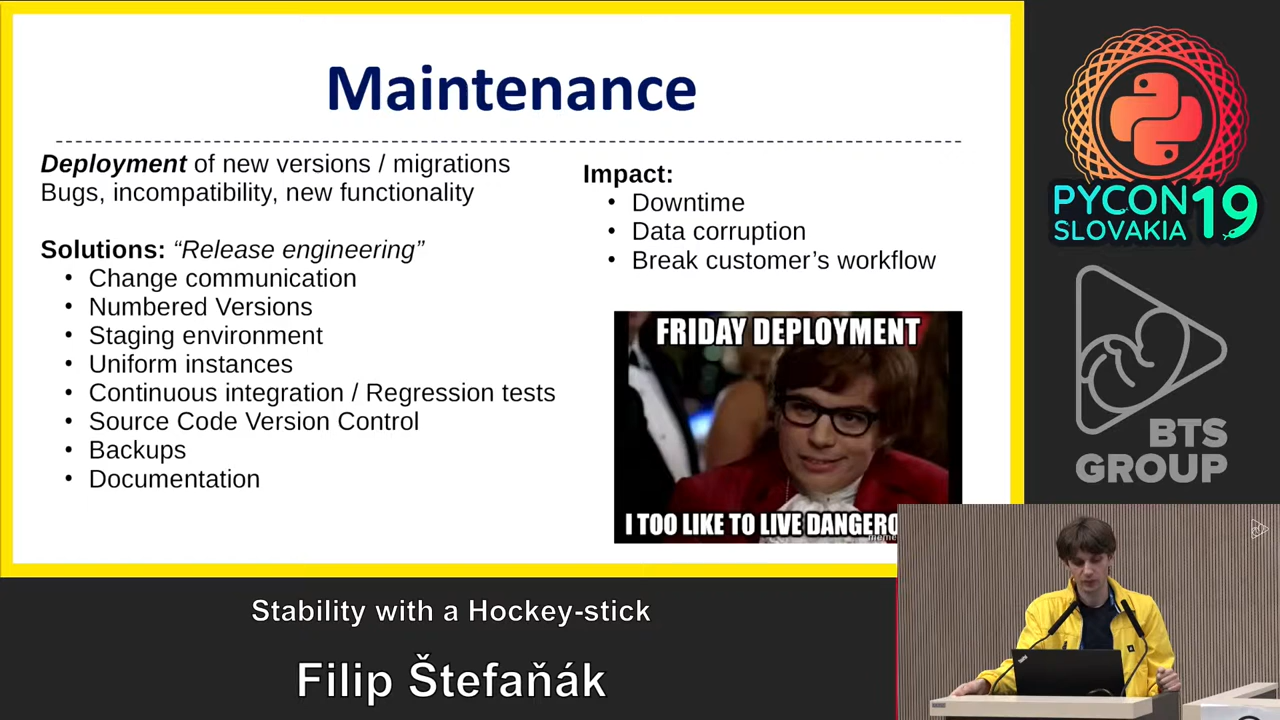 Maintenance
Deployment of new versions / migrations
Bugs, incompatibility, new functionality
Solutions: “Release engineering”
• Change communication
• Numbered Versions
• Staging environment
• Uniform instances
• Continuous integration / Regression tests
• Source Code Version Control
• Backups
• Documentation
Impact:
• Downtime
• Data corruption
• Break customer’s workflow
FRIDAY DEPLOYMENT
I TOO LIKE TO LIVE DANGERO
PYCON 19
SLOVAKIA
BTS
GROUP
Stability with a Hockey-stick
Filip Štefaňák